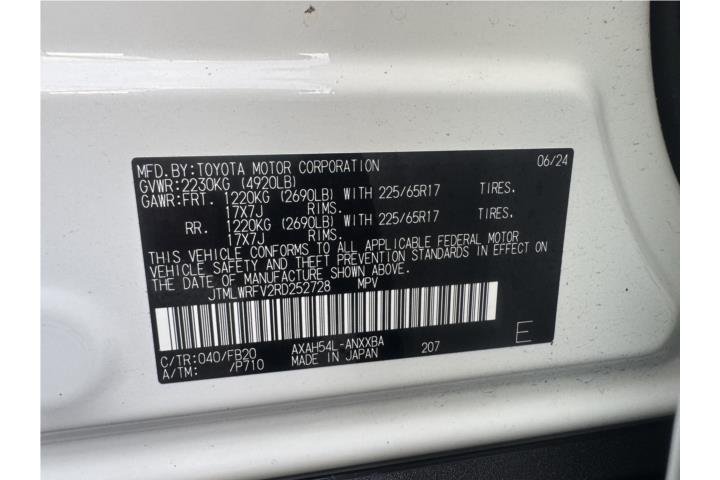 MFD.BY:TOYOTA MOTOR CORPORATION 06/24
GVWR:2230KG (4920LB)
GAWR:FRT. 1220KG (2690LB) WITH 225/65R17 TIRES.
17X7J RIMS.
RR. 1220KG (2690LB) WITH 225/65R17 TIRES.
17X7J RIMS.
THIS VEHICLE CONFORMS TO ALL APPLICABLE FEDERAL MOTOR
VEHICLE SAFETY AND THEFT PREVENTION STANDARDS IN EFFECT ON
THE DATE OF MANUFACTURE SHOWN ABOVE.
JTMLWRFV2RD252728 MPV
C/TR:040/FB20 AXAH54L-ANXXBA 207 E
A/TM: /P710 MADE IN JAPAN